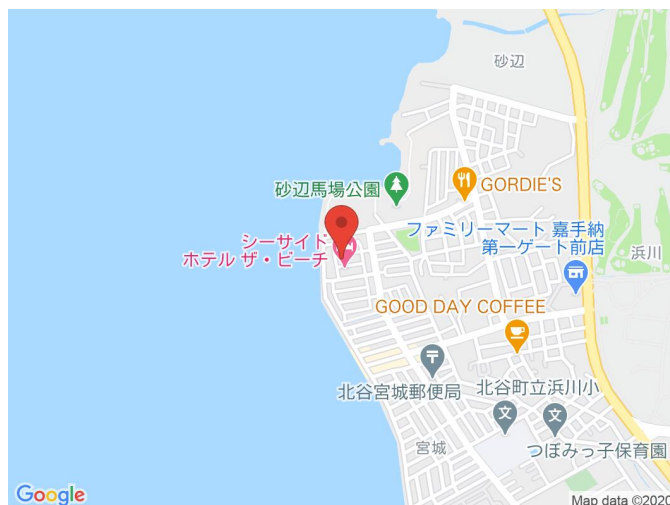 砂辺
砂辺馬場公園
GORDIE'S
シーサイド
ホテル ザ・ビーチ
ファミリーマート 嘉手納
第一ゲート前店
浜川
GOOD DAY COFFEE
北谷宮城郵便局
北谷町立浜川小
文
文
つぼみっ子保育園
宮城
Google
Map data ©2020